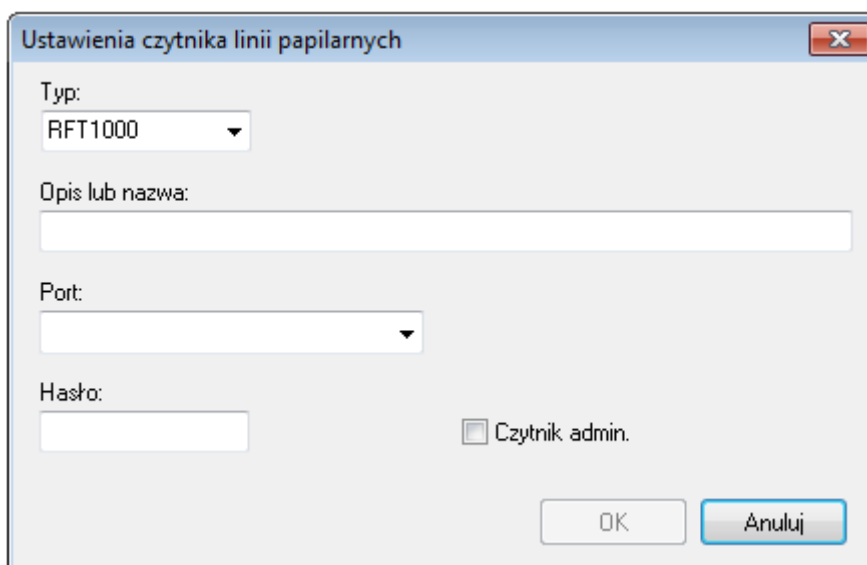 Ustawienia czytnika linii papilarnych
Typ:
RFT1000
Opis lub nazwa:
Port:
Hasło:
Czytnik admin.
OK
Anuluj